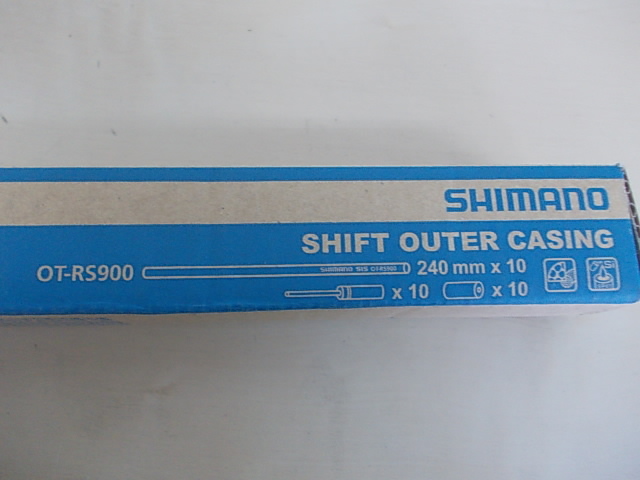 SHIMANO
SHIFT OUTER CASING
OT-RS900 SHIMANO SIS OT-RS900 240 mm x 10
x 10 x 10